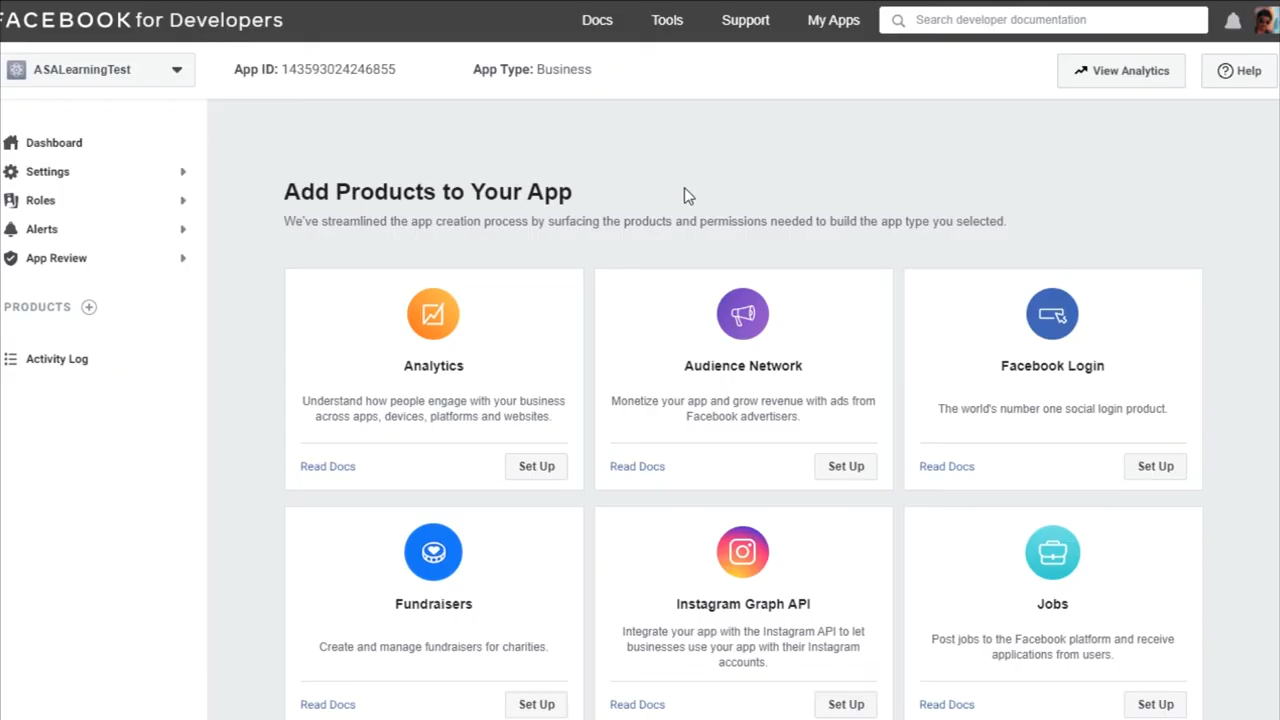 FACEBOOK for Developers
Docs
Tools
Support
My Apps
Search developer documentation
ASALearningTest
App ID: 143593024246855
App Type: Business
View Analytics
Help
Dashboard
Settings
Roles
Alerts
App Review
PRODUCTS
Activity Log
Add Products to Your App
We've streamlined the app creation process by surfacing the products and permissions needed to build the app type you selected.
Analytics
Understand how people engage with your business
across apps, devices, platforms and websites.
Read Docs
Set Up
Audience Network
Monetize your app and grow revenue with ads from
Facebook advertisers.
Read Docs
Set Up
Facebook Login
The world's number one social login product.
Read Docs
Set Up
Fundraisers
Create and manage fundraisers for charities.
Read Docs
Set Up
Instagram Graph API
Integrate your app with the Instagram API to let
businesses use your app with their Instagram
accounts.
Read Docs
Set Up
Jobs
Post jobs to the Facebook platform and receive
applications from users.
Read Docs
Set Up